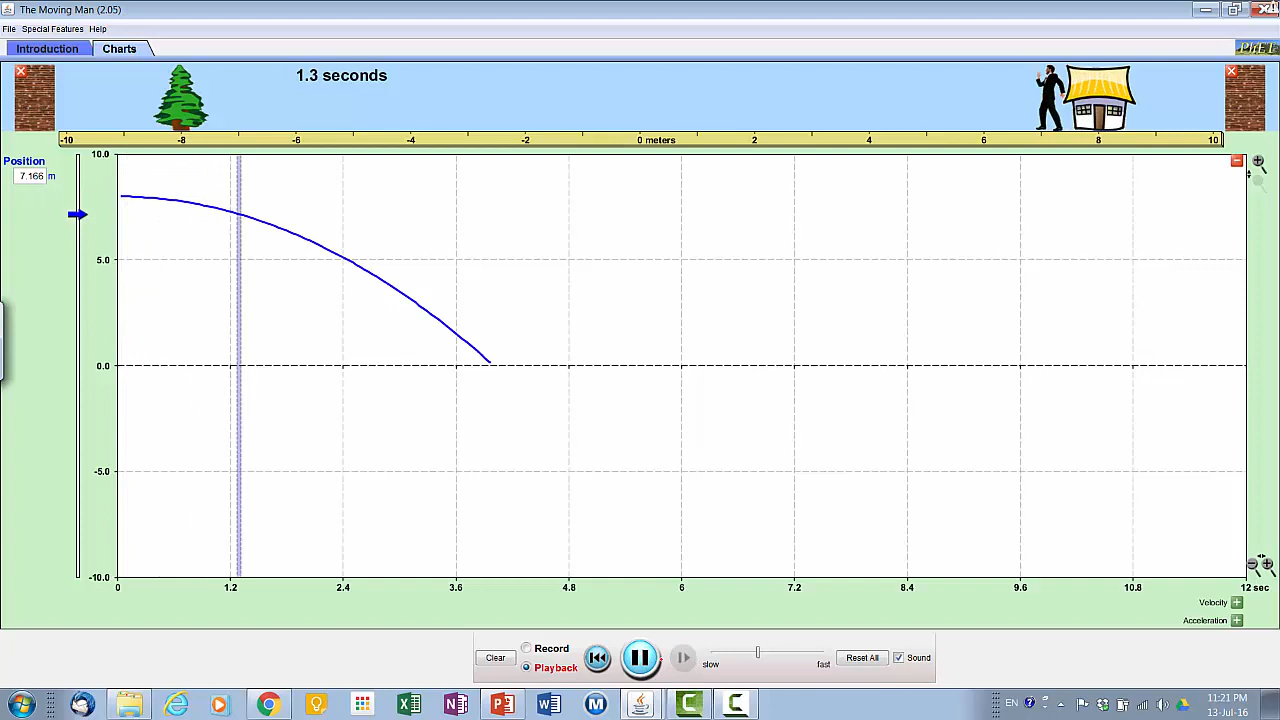 The Moving Man (2.05)
File Special Features Help
Introduction Charts
PhET
1.3 seconds
-10 -8 -6 -4 -2 0 meters 2 4 6 8 10
Position
7.166 m
10.0
5.0
0.0
-5.0
-10.0
0 1.2 2.4 3.6 4.8 6 7.2 8.4 9.6 10.8 12 sec
Velocity
Acceleration
Clear
Record
Playback
slow fast
Reset All
Sound
EN
11:21 PM
13-Jul-16